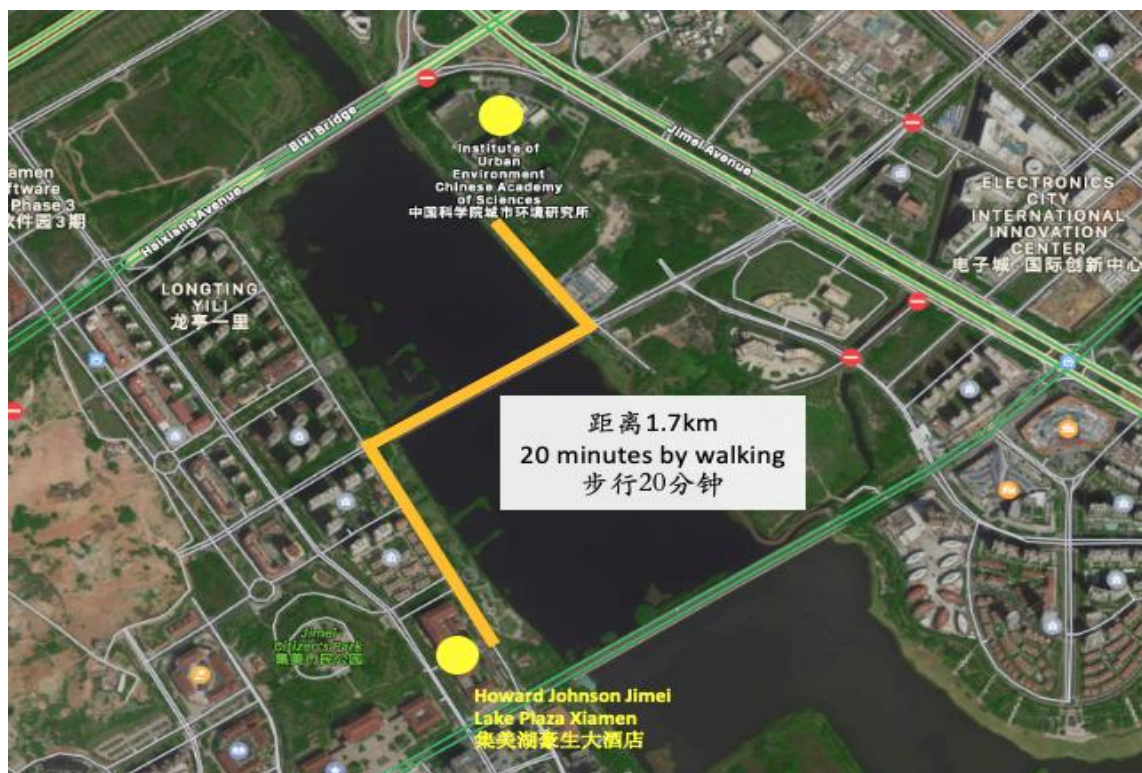 Bixi Bridge
Haixiang Avenue
Jimei Avenue
Institute of
Urban
Environment
Chinese Academy
of Sciences
中国科学院城市环境研究所
iamen
ftware
Phase 3
软件园3期
ELECTRONICS
CITY
INTERNATIONAL
INNOVATION
CENTER
电子城·国际创新中心
LONGTING
YILI
龙亭一里
距离1.7km
20 minutes by walking
步行20分钟
Jimei
Citizen's Park
集美市民公园
Howard Johnson Jimei
Lake Plaza Xiamen
集美湖豪生大酒店